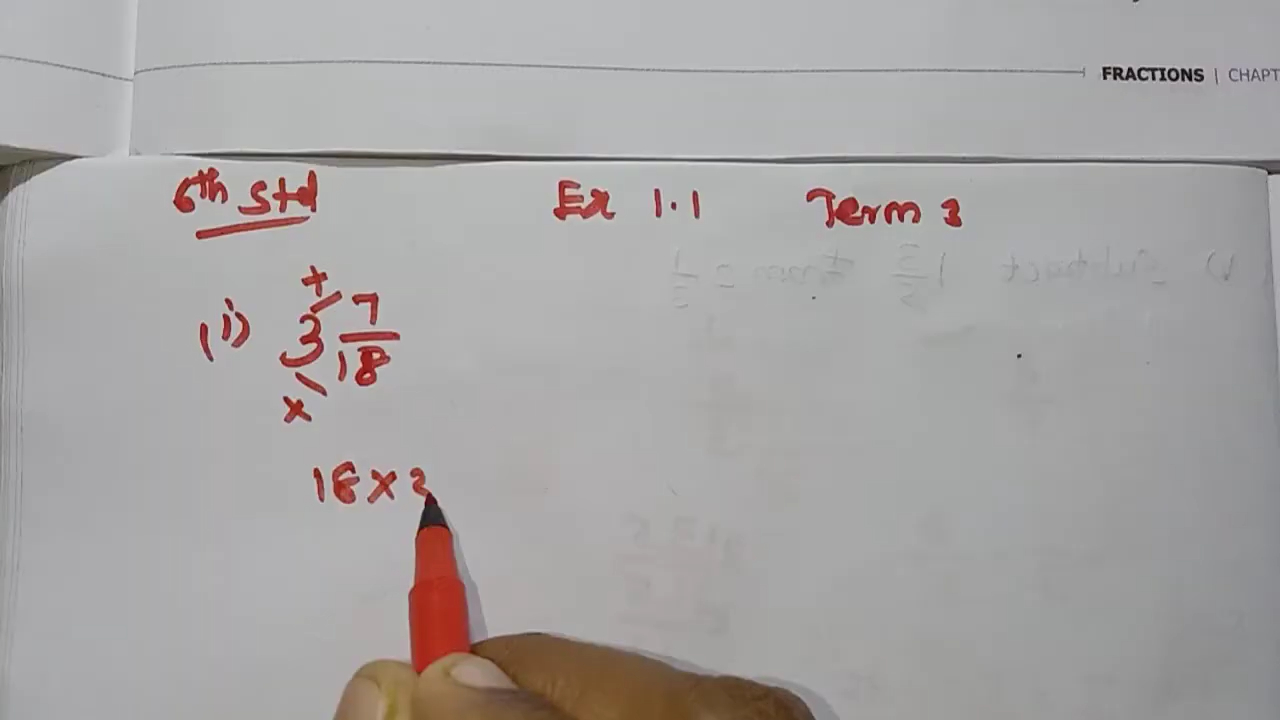 FRACTIONS | CHAPT
6th Std Ex 1.1 Term 3
(i) 3 7/18
+
x
18 x 3